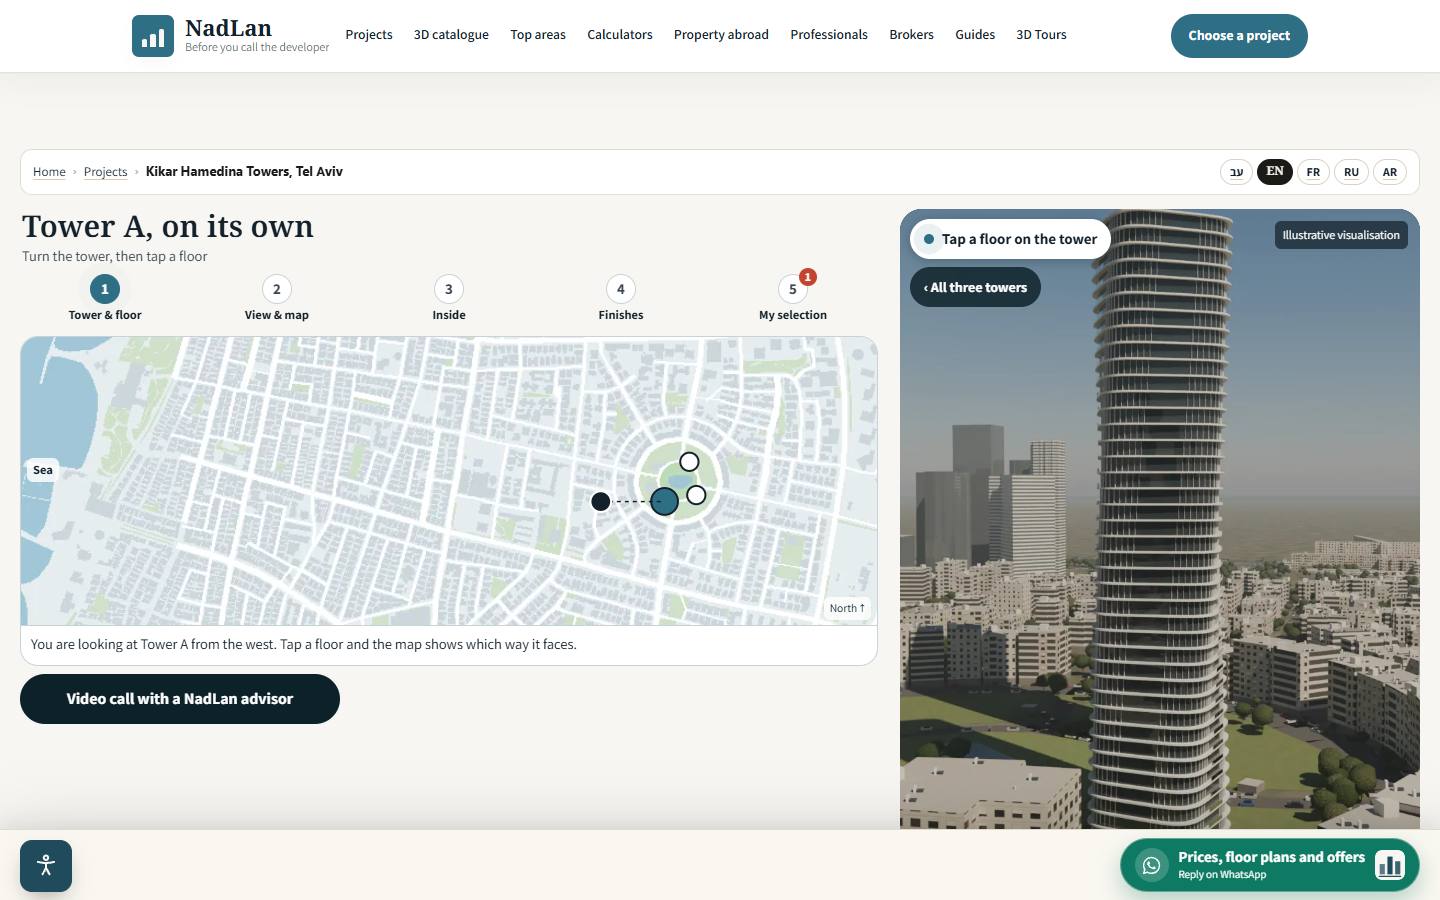 NadLan
Before you call the developer
Projects
3D catalogue
Top areas
Calculators
Property abroad
Professionals
Brokers
Guides
3D Tours
Choose a project
Home › Projects › Kikar Hamedina Towers, Tel Aviv
עב
EN
FR
RU
AR
Tower A, on its own
Turn the tower, then tap a floor
1
2
3
4
5
1
Tower & floor
View & map
Inside
Finishes
My selection
Sea
North ↑
You are looking at Tower A from the west. Tap a floor and the map shows which way it faces.
Video call with a NadLan advisor
Tap a floor on the tower
Illustrative visualisation
‹ All three towers
Prices, floor plans and offers
Reply on WhatsApp